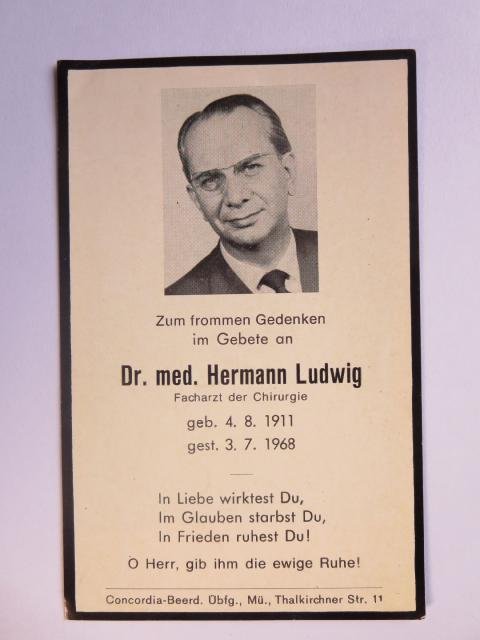 Zum frommen Gedenken
im Gebete an
Dr. med. Hermann Ludwig
Facharzt der Chirurgie
geb. 4. 8. 1911
gest. 3. 7. 1968
In Liebe wirktest Du,
Im Glauben starbst Du,
In Frieden ruhest Du!
O Herr, gib ihm die ewige Ruhe!
Concordia-Beerd. Übfg., Mü., Thalkirchner Str. 11